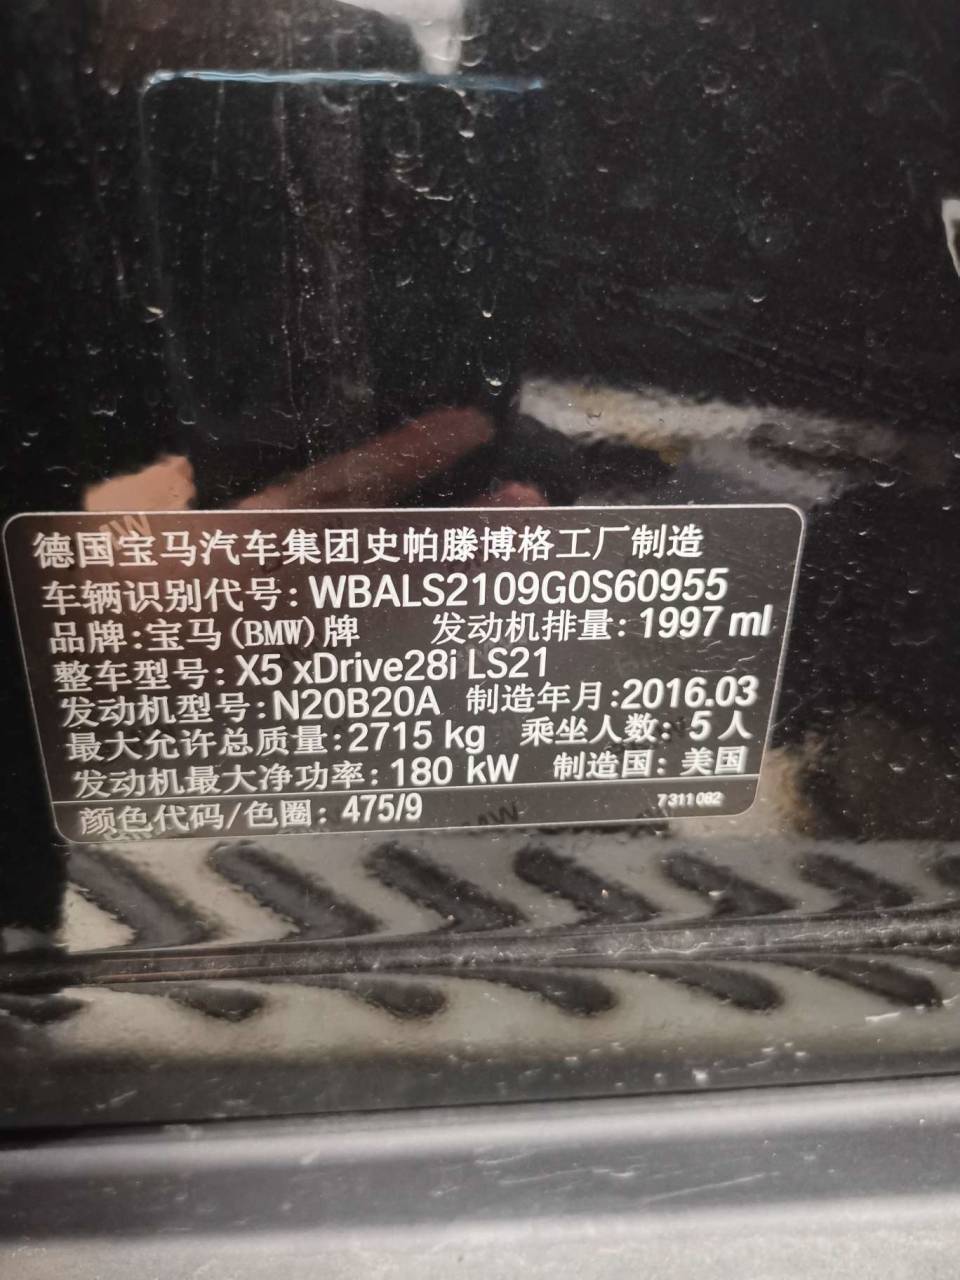 德国宝马汽车集团史帕滕博格工厂制造
车辆识别代号: WBALS2109G0S60955
品牌:宝马(BMW)牌 发动机排量: 1997 ml
整车型号: X5 xDrive28i LS21
发动机型号: N20B20A 制造年月:2016.03
最大允许总质量:2715 kg 乘坐人数: 5 人
发动机最大净功率: 180 kW 制造国: 美国
颜色代码/色圈: 475/9 7311082